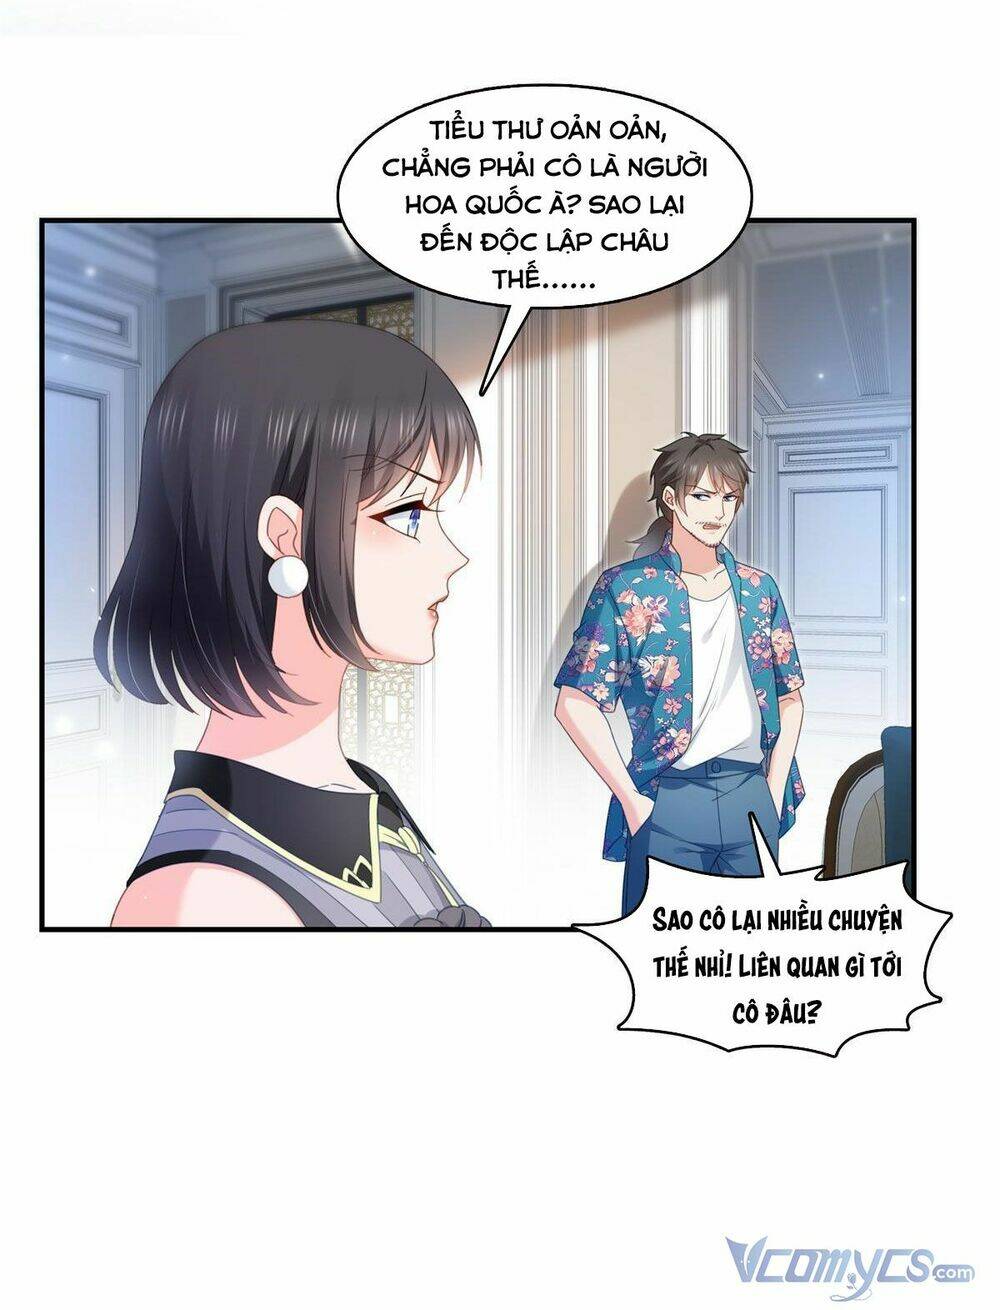 TIỂU THƯ OẢN OẢN,
CHẲNG PHẢI CÔ LÀ NGƯỜI
HOA QUỐC À? SAO LẠI
ĐẾN ĐỘC LẬP CHÂU
THẾ......
SAO CÔ LẠI NHIỀU CHUYỆN
THẾ NHỈ! LIÊN QUAN GÌ TỚI
CÔ ĐÂU?
VCOMYCS.com